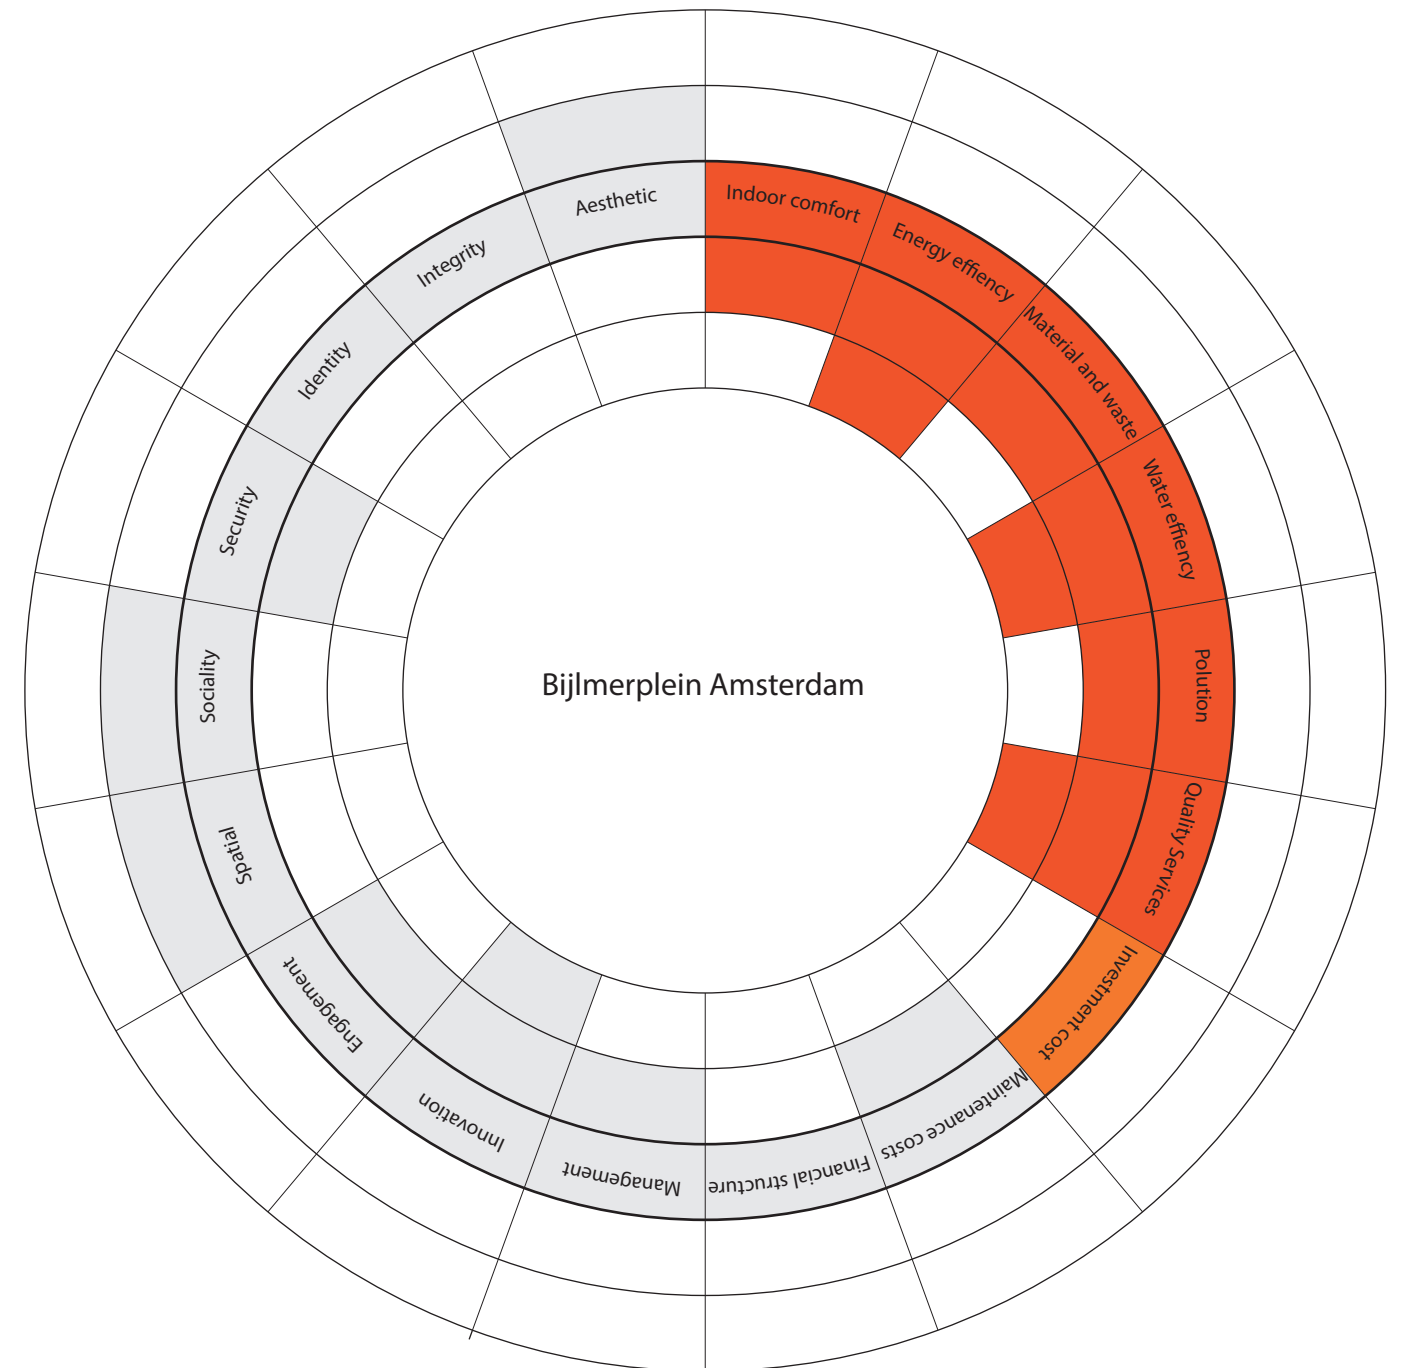 Indoor comfort
Energy effiency
Material and waste
Water effiency
Polution
Quality Services
Investment cost
Maintenance costs
Financial structure
Management
Innovation
Engagement
Spatial
Sociality
Security
Identity
Integrity
Aesthetic
Bijlmerplein Amsterdam